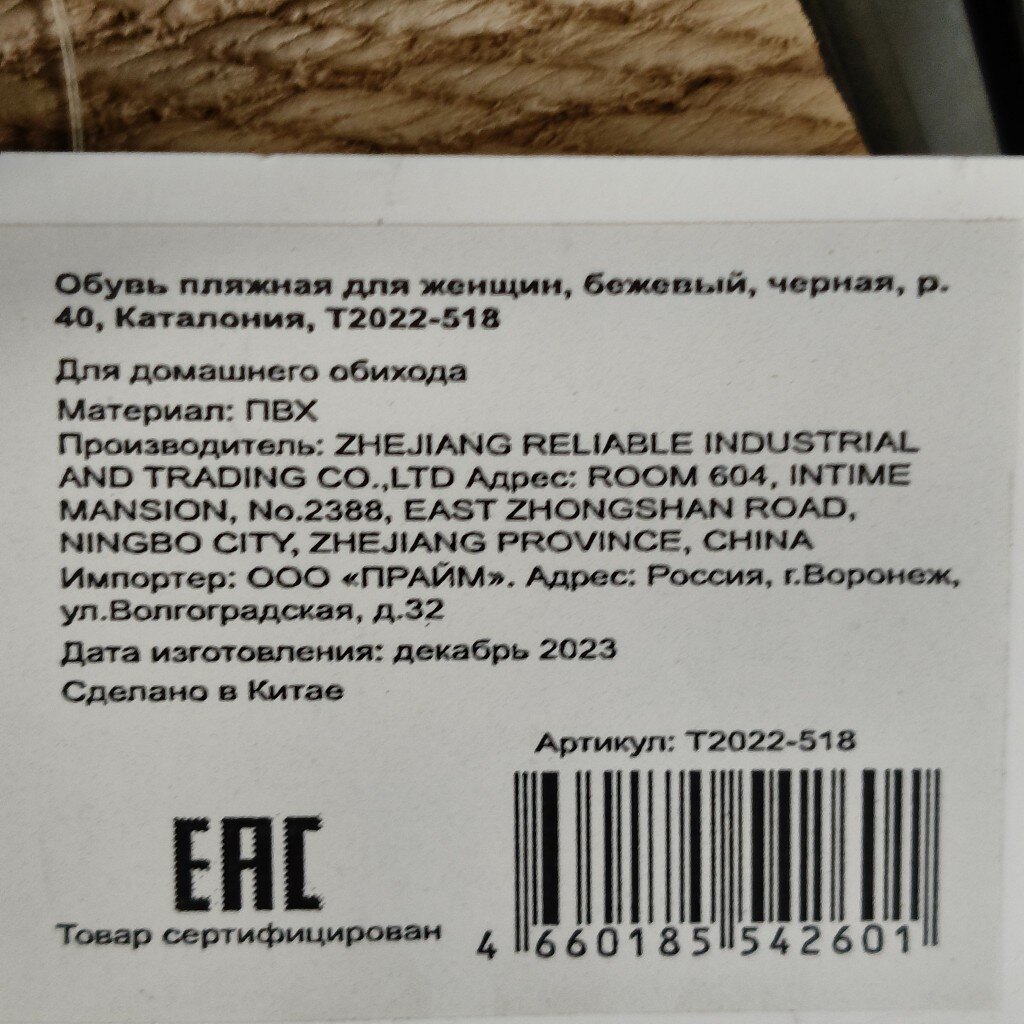 Обувь пляжная для женщин, бежевый, черная, р.
40, Каталония, T2022-518
Для домашнего обихода
Материал: ПВХ
Производитель: ZHEJIANG RELIABLE INDUSTRIAL
AND TRADING CO.,LTD Адрес: ROOM 604, INTIME
MANSION, No.2388, EAST ZHONGSHAN ROAD,
NINGBO CITY, ZHEJIANG PROVINCE, CHINA
Импортер: ООО «ПРАЙМ». Адрес: Россия, г.Воронеж,
ул.Волгоградская, д.32
Дата изготовления: декабрь 2023
Сделано в Китае
Артикул: T2022-518
EAC
Товар сертифицирован
4 660185 542601